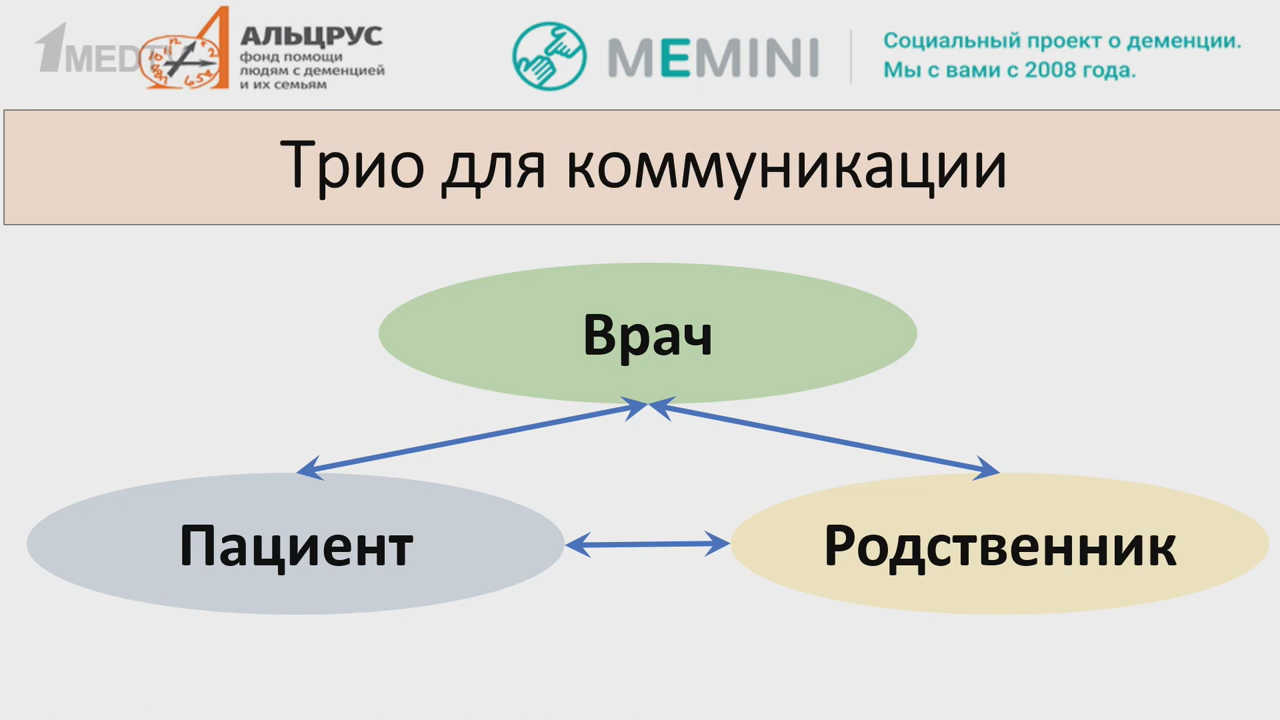 1MED
АЛЬЦРУС
фонд помощи
людям с деменцией
и их семьям
MEMINI
Социальный проект о деменции.
Мы с вами с 2008 года.
Трио для коммуникации
Врач
Пациент
Родственник